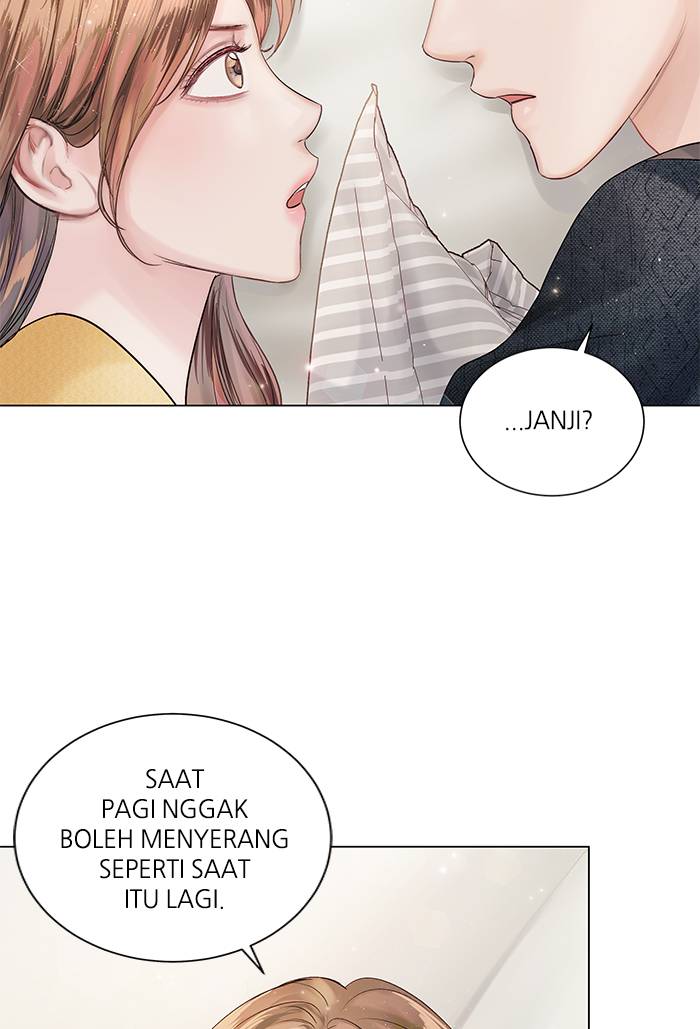 ...JANJI?
SAAT
PAGI NGGAK
BOLEH MENYERANG
SEPERTI SAAT
ITU LAGI.